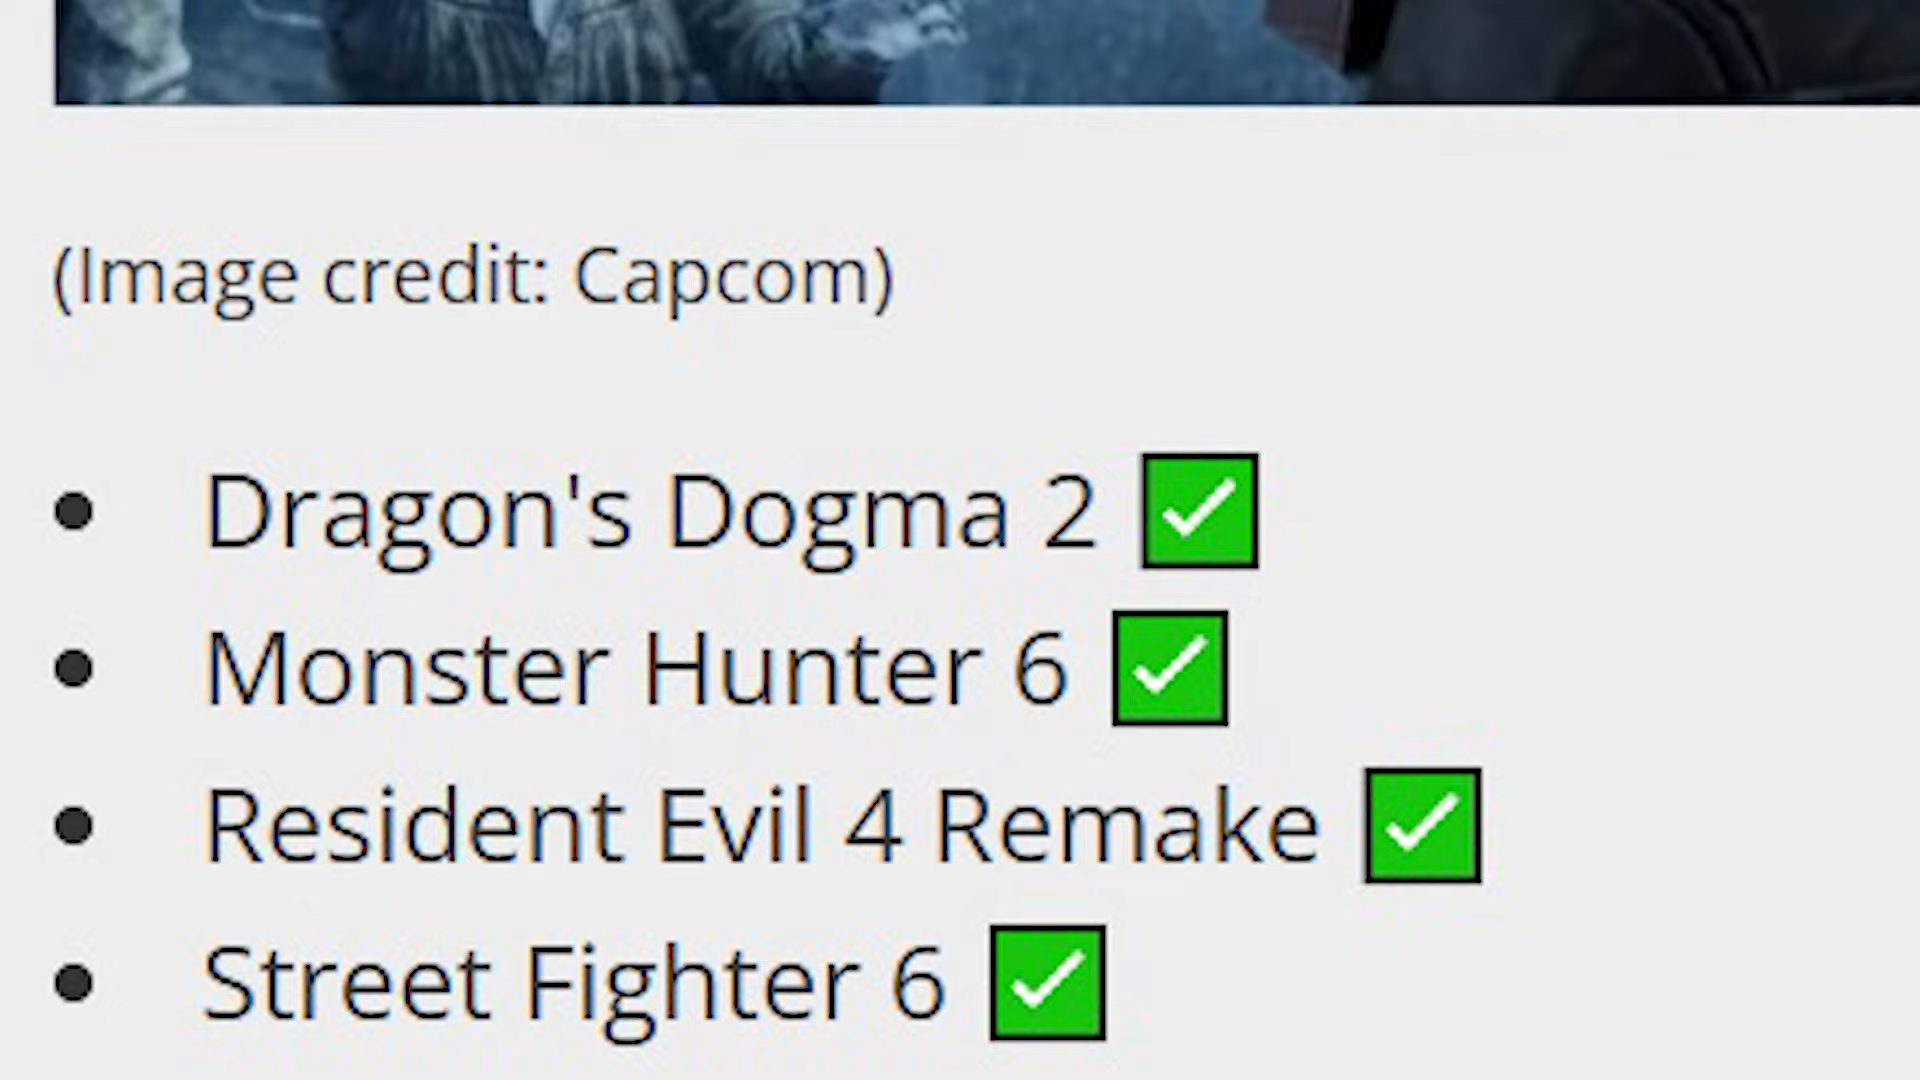 (Image credit: Capcom)
• Dragon's Dogma 2 ✅
• Monster Hunter 6 ✅
• Resident Evil 4 Remake ✅
• Street Fighter 6 ✅